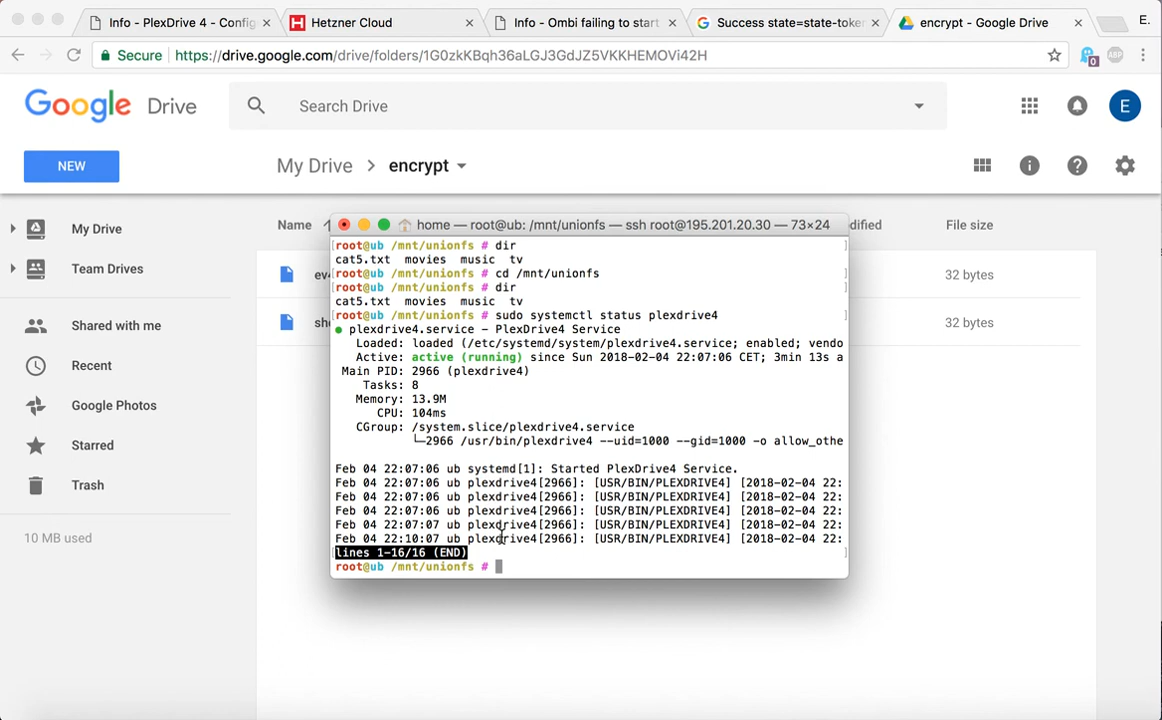 Info - PlexDrive 4 - Config
Hetzner Cloud
Info - Ombi failing to start
Success state=state-token
encrypt - Google Drive
E.
Secure
https://drive.google.com/drive/folders/1G0zkKBqh36aLGJ3GdJZ5VKKHEMOVi42H
0
ABP
Google Drive
Search Drive
E
NEW
My Drive > encrypt
My Drive
Team Drives
Shared with me
Recent
Google Photos
Starred
Trash
10 MB used
Name
dified
File size
32 bytes
32 bytes
home — root@ub: /mnt/unionfs — ssh root@195.201.20.30 — 73×24
[root@ub /mnt/unionfs # dir ]
cat5.txt movies music tv
[root@ub /mnt/unionfs # cd /mnt/unionfs ]
[root@ub /mnt/unionfs # dir ]
cat5.txt movies music tv
[root@ub /mnt/unionfs # sudo systemctl status plexdrive4 ]
● plexdrive4.service - PlexDrive4 Service
Loaded: loaded (/etc/systemd/system/plexdrive4.service; enabled; vendo
Active: active (running) since Sun 2018-02-04 22:07:06 CET; 3min 13s a
Main PID: 2966 (plexdrive4)
Tasks: 8
Memory: 13.9M
CPU: 104ms
CGroup: /system.slice/plexdrive4.service
└─2966 /usr/bin/plexdrive4 --uid=1000 --gid=1000 -o allow_othe
Feb 04 22:07:06 ub systemd[1]: Started PlexDrive4 Service.
Feb 04 22:07:06 ub plexdrive4[2966]: [USR/BIN/PLEXDRIVE4] [2018-02-04 22:
Feb 04 22:07:06 ub plexdrive4[2966]: [USR/BIN/PLEXDRIVE4] [2018-02-04 22:
Feb 04 22:07:06 ub plexdrive4[2966]: [USR/BIN/PLEXDRIVE4] [2018-02-04 22:
Feb 04 22:07:07 ub plexdrive4[2966]: [USR/BIN/PLEXDRIVE4] [2018-02-04 22:
Feb 04 22:10:07 ub plexdrive4[2966]: [USR/BIN/PLEXDRIVE4] [2018-02-04 22:
[lines 1-16/16 (END) ]
root@ub /mnt/unionfs #